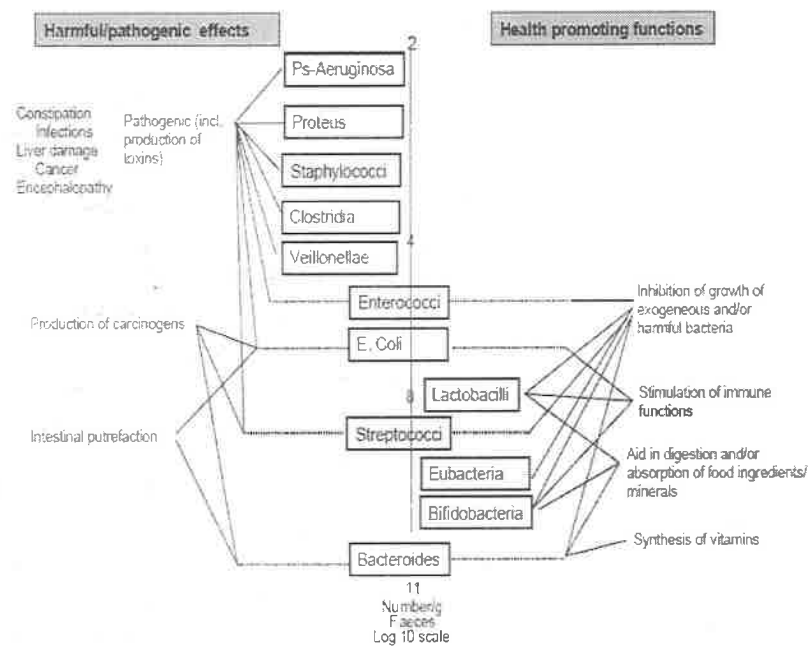 Harmful/pathogenic effects
Health promoting functions
2
Ps-Aeruginosa
Constipation
Infections
Liver damage
Cancer
Encephalopathy
Pathogenic (incl.
production of
toxins)
Proteus
Staphylococci
Clostridia
4
Veillonellae
Enterococci
Inhibition of growth of
exogeneous and/or
harmful bacteria
Production of carcinogens
E. Coli
8
Lactobacilli
Stimulation of immune
functions
Intestinal putrefaction
Streptococci
Eubacteria
Aid in digestion and/or
absorption of food ingredients/
minerals
Bifidobacteria
Bacteroides
Synthesis of vitamins
11
Number/g
Faeces
Log 10 scale